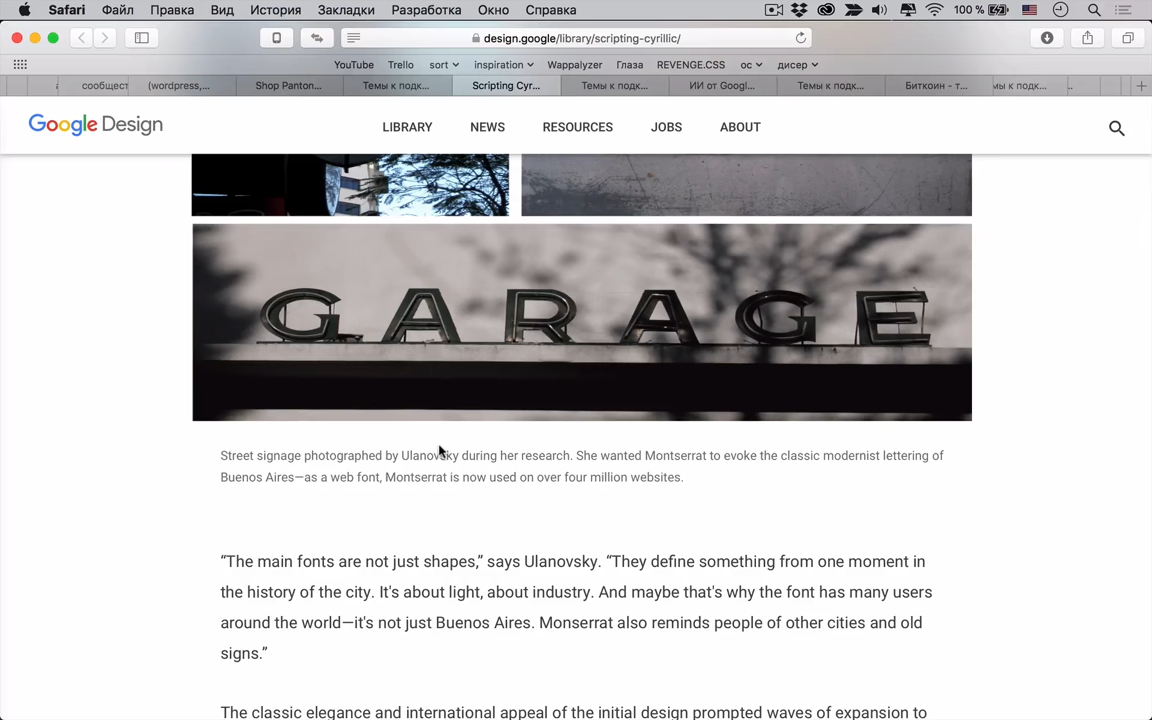 Safari Файл Правка Вид История Закладки Разработка Окно Справка 100 %
design.google/library/scripting-cyrillic/
YouTube Trello sort inspiration Wappalyzer Глаза REVENGE.CSS ос дисер
сообщест (wordpress,... Shop Panton... Темы к подк... Scripting Cyr... Темы к подк... ИИ от Googl... Темы к подк... Биткоин – т... мы к подк...
Google Design LIBRARY NEWS RESOURCES JOBS ABOUT
GARAGE
Street signage photographed by Ulanovsky during her research. She wanted Montserrat to evoke the classic modernist lettering of
Buenos Aires—as a web font, Montserrat is now used on over four million websites.
“The main fonts are not just shapes,” says Ulanovsky. “They define something from one moment in
the history of the city. It's about light, about industry. And maybe that's why the font has many users
around the world—it's not just Buenos Aires. Monserrat also reminds people of other cities and old
signs.”
The classic elegance and international appeal of the initial design prompted waves of expansion to